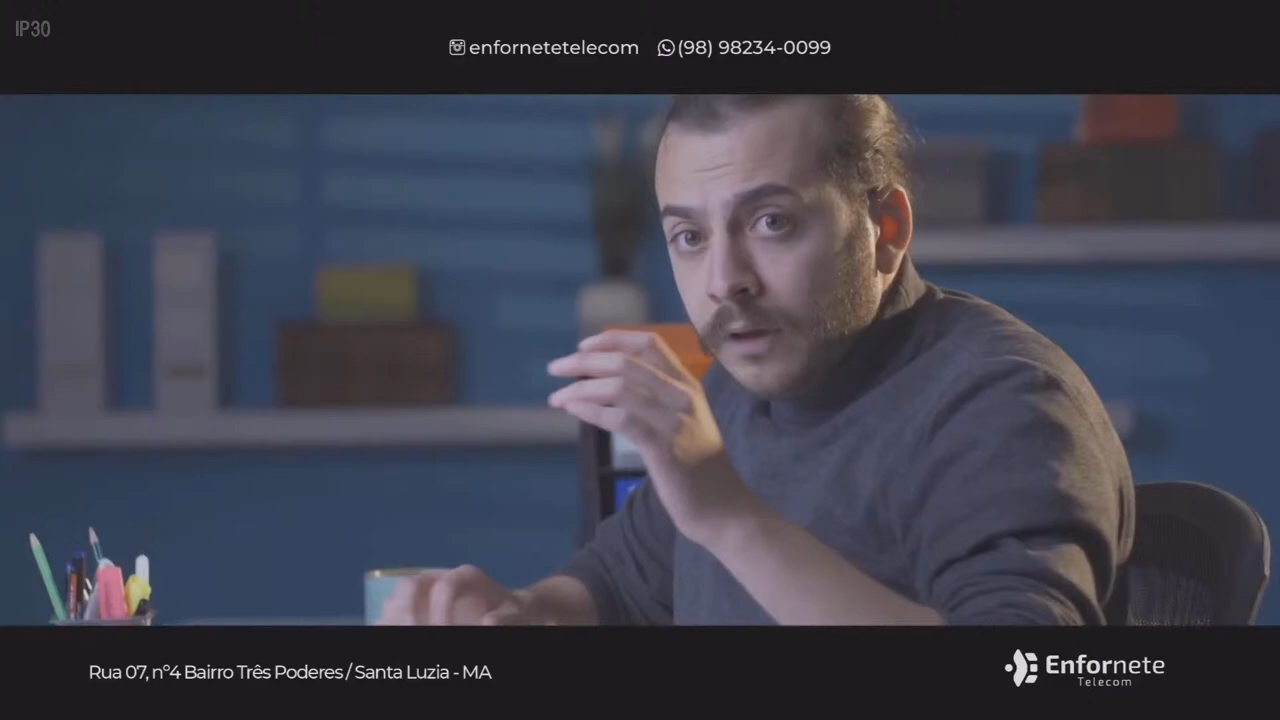 IP30
enfornetetelecom (98) 98234-0099
Rua 07, nº4 Bairro Três Poderes / Santa Luzia - MA
Enfornete
Telecom